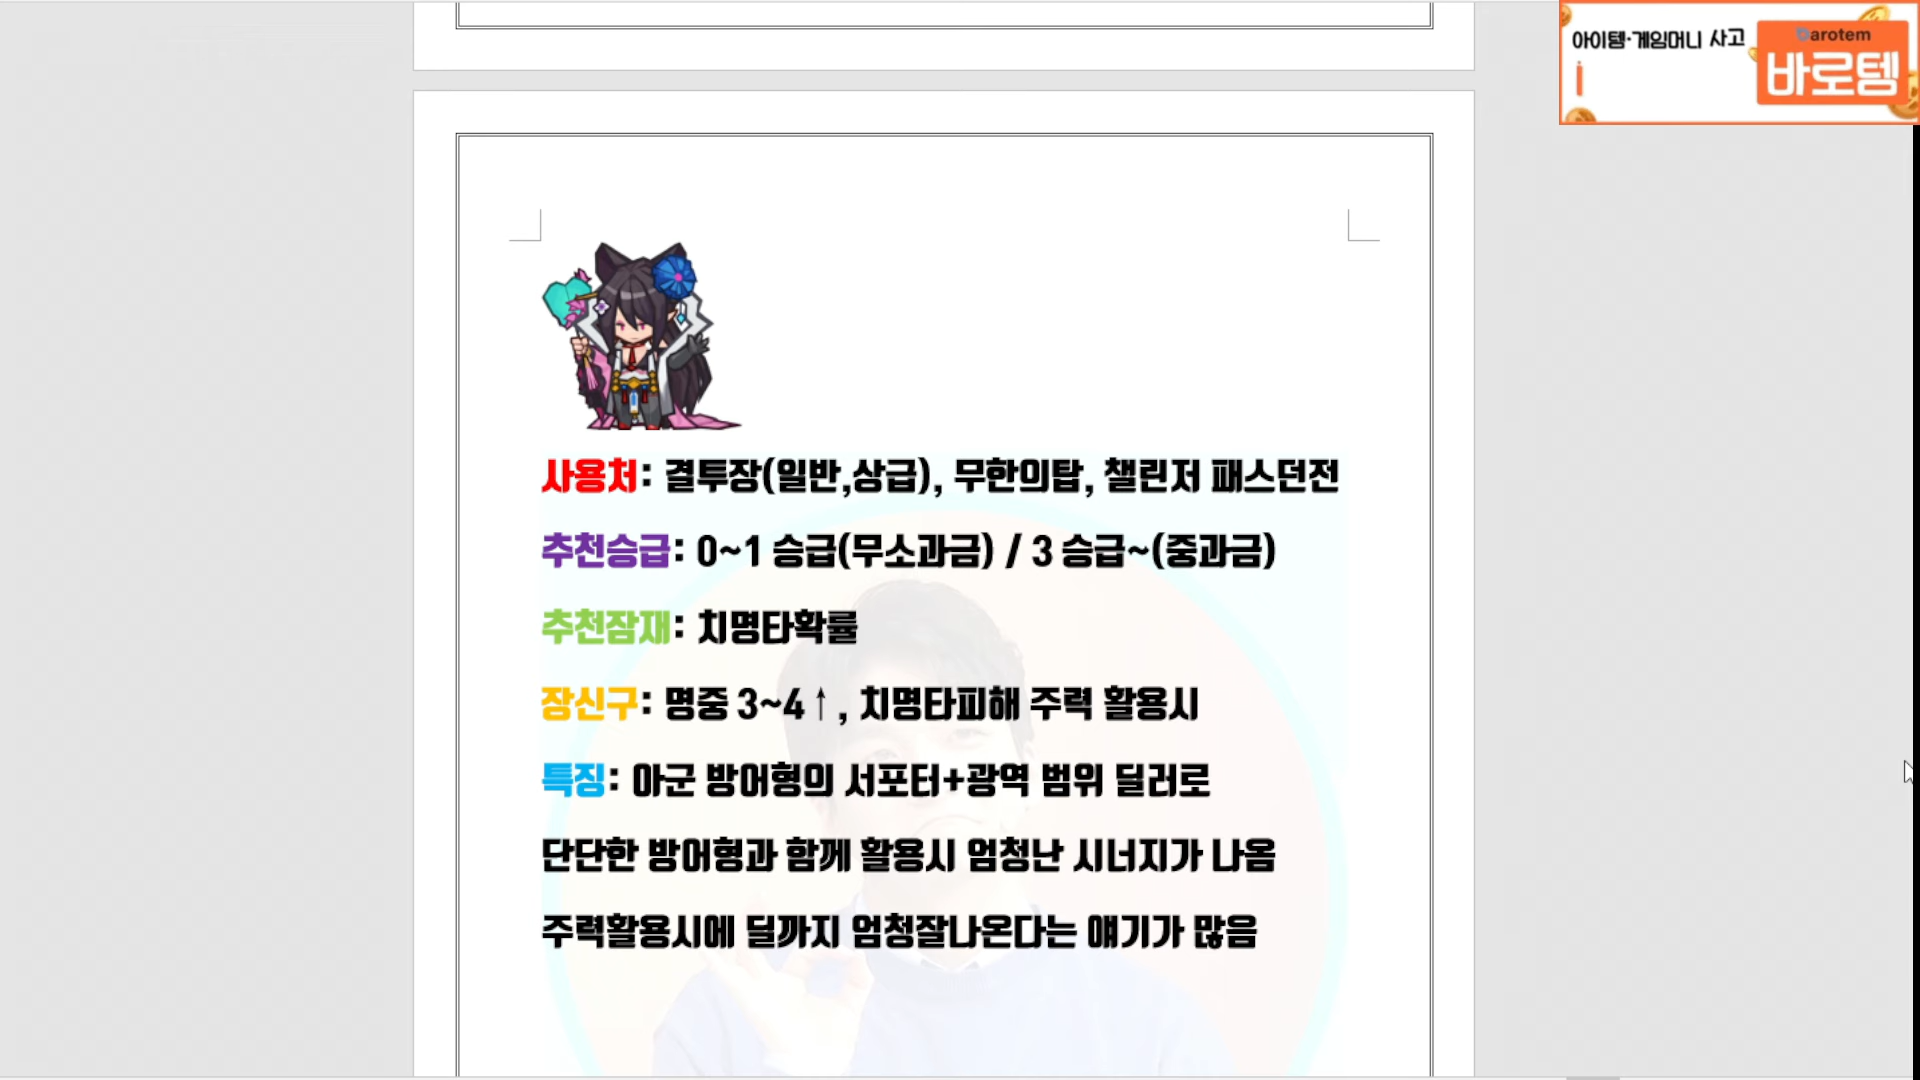 아이템·게임머니 사고
Barotem
바로템
사용처: 결투장(일반,상급), 무한의탑, 챌린저 패스던전
추천승급: 0~1 승급(무소과금) / 3 승급~(중과금)
추천잠재: 치명타확률
장신구: 명중 3~4↑, 치명타피해 주력 활용시
특징: 아군 방어형의 서포터+광역 범위 딜러로
단단한 방어형과 함께 활용시 엄청난 시너지가 나옴
주력활용시에 딜까지 엄청잘나온다는 얘기가 많음